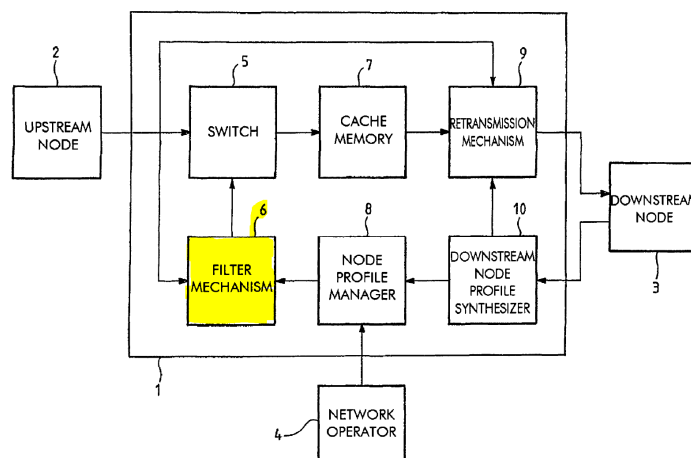 2
5
7
9
UPSTREAM
NODE
SWITCH
CACHE
MEMORY
RETRANSMISSION
MECHANISM
DOWNSTREAM
NODE
3
6
8
10
FILTER
MECHANISM
NODE
PROFILE
MANAGER
DOWNSTREAM
NODE
PROFILE
SYNTHESIZER
1
4
NETWORK
OPERATOR